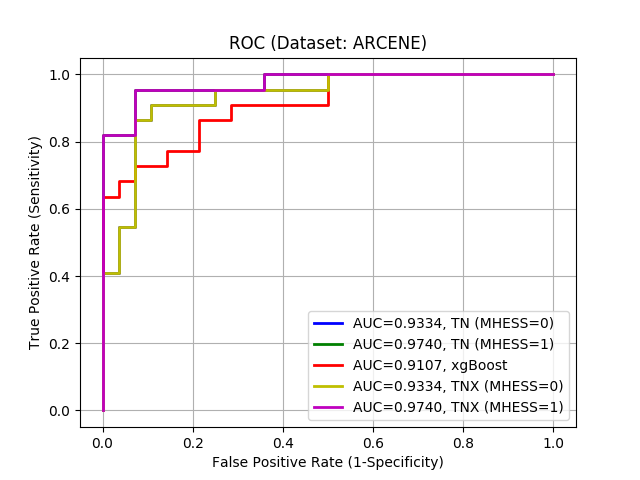 ROC (Dataset: ARCENE)
True Positive Rate (Sensitivity)
1.0
0.8
0.6
0.4
0.2
0.0
AUC=0.9334, TN (MHESS=0)
AUC=0.9740, TN (MHESS=1)
AUC=0.9107, xgBoost
AUC=0.9334, TNX (MHESS=0)
AUC=0.9740, TNX (MHESS=1)
0.0 0.2 0.4 0.6 0.8 1.0
False Positive Rate (1-Specificity)